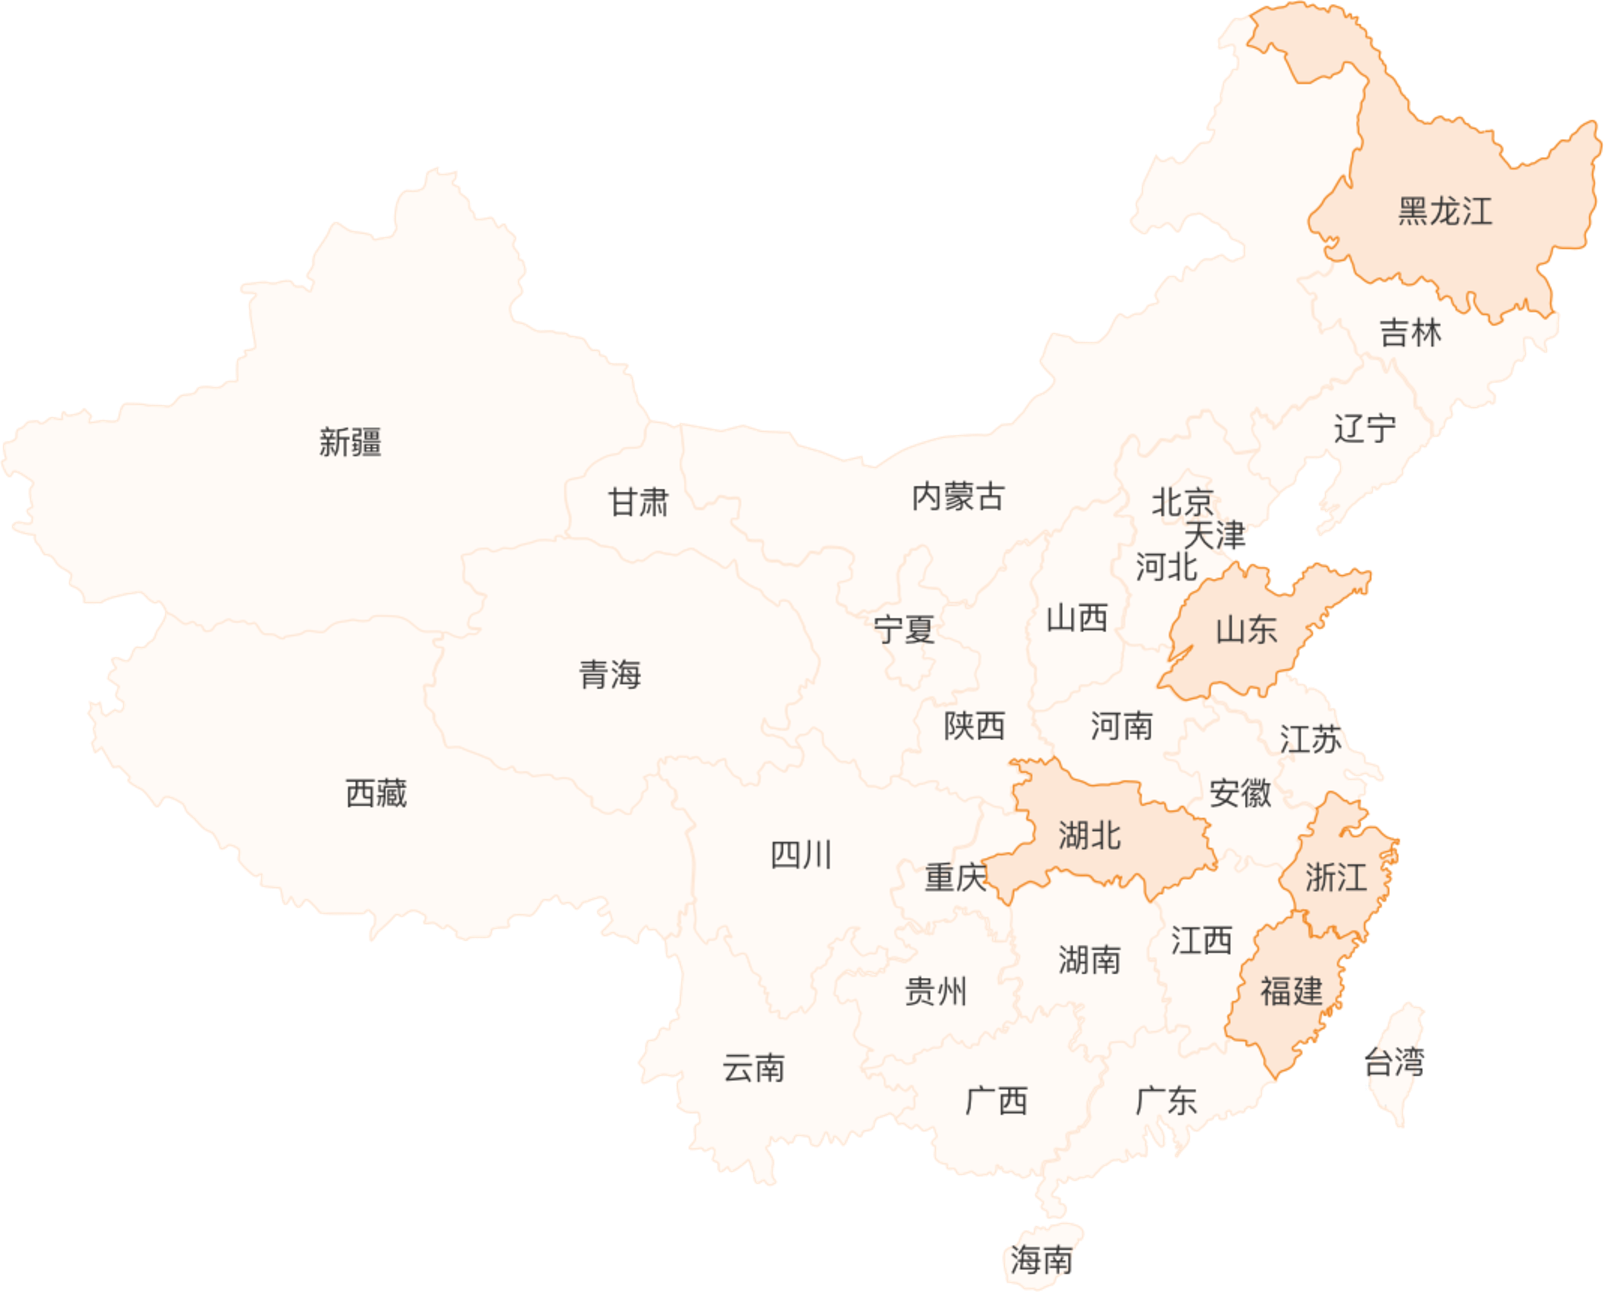 黑龙江
吉林
辽宁
新疆
内蒙古
甘肃
北京
天津
河北
山西
宁夏
山东
青海
陕西
河南
江苏
西藏
安徽
湖北
四川
重庆
浙江
江西
湖南
贵州
福建
台湾
云南
广西
广东
海南